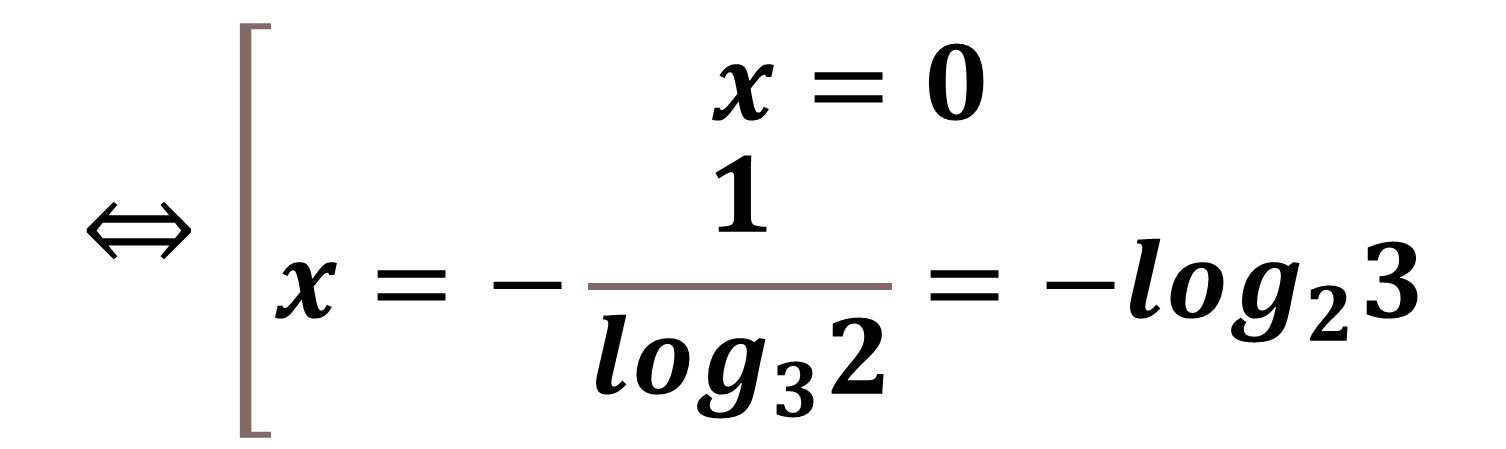 ⇔ [ x = 0
x = −1/log₃2 = −log₂3